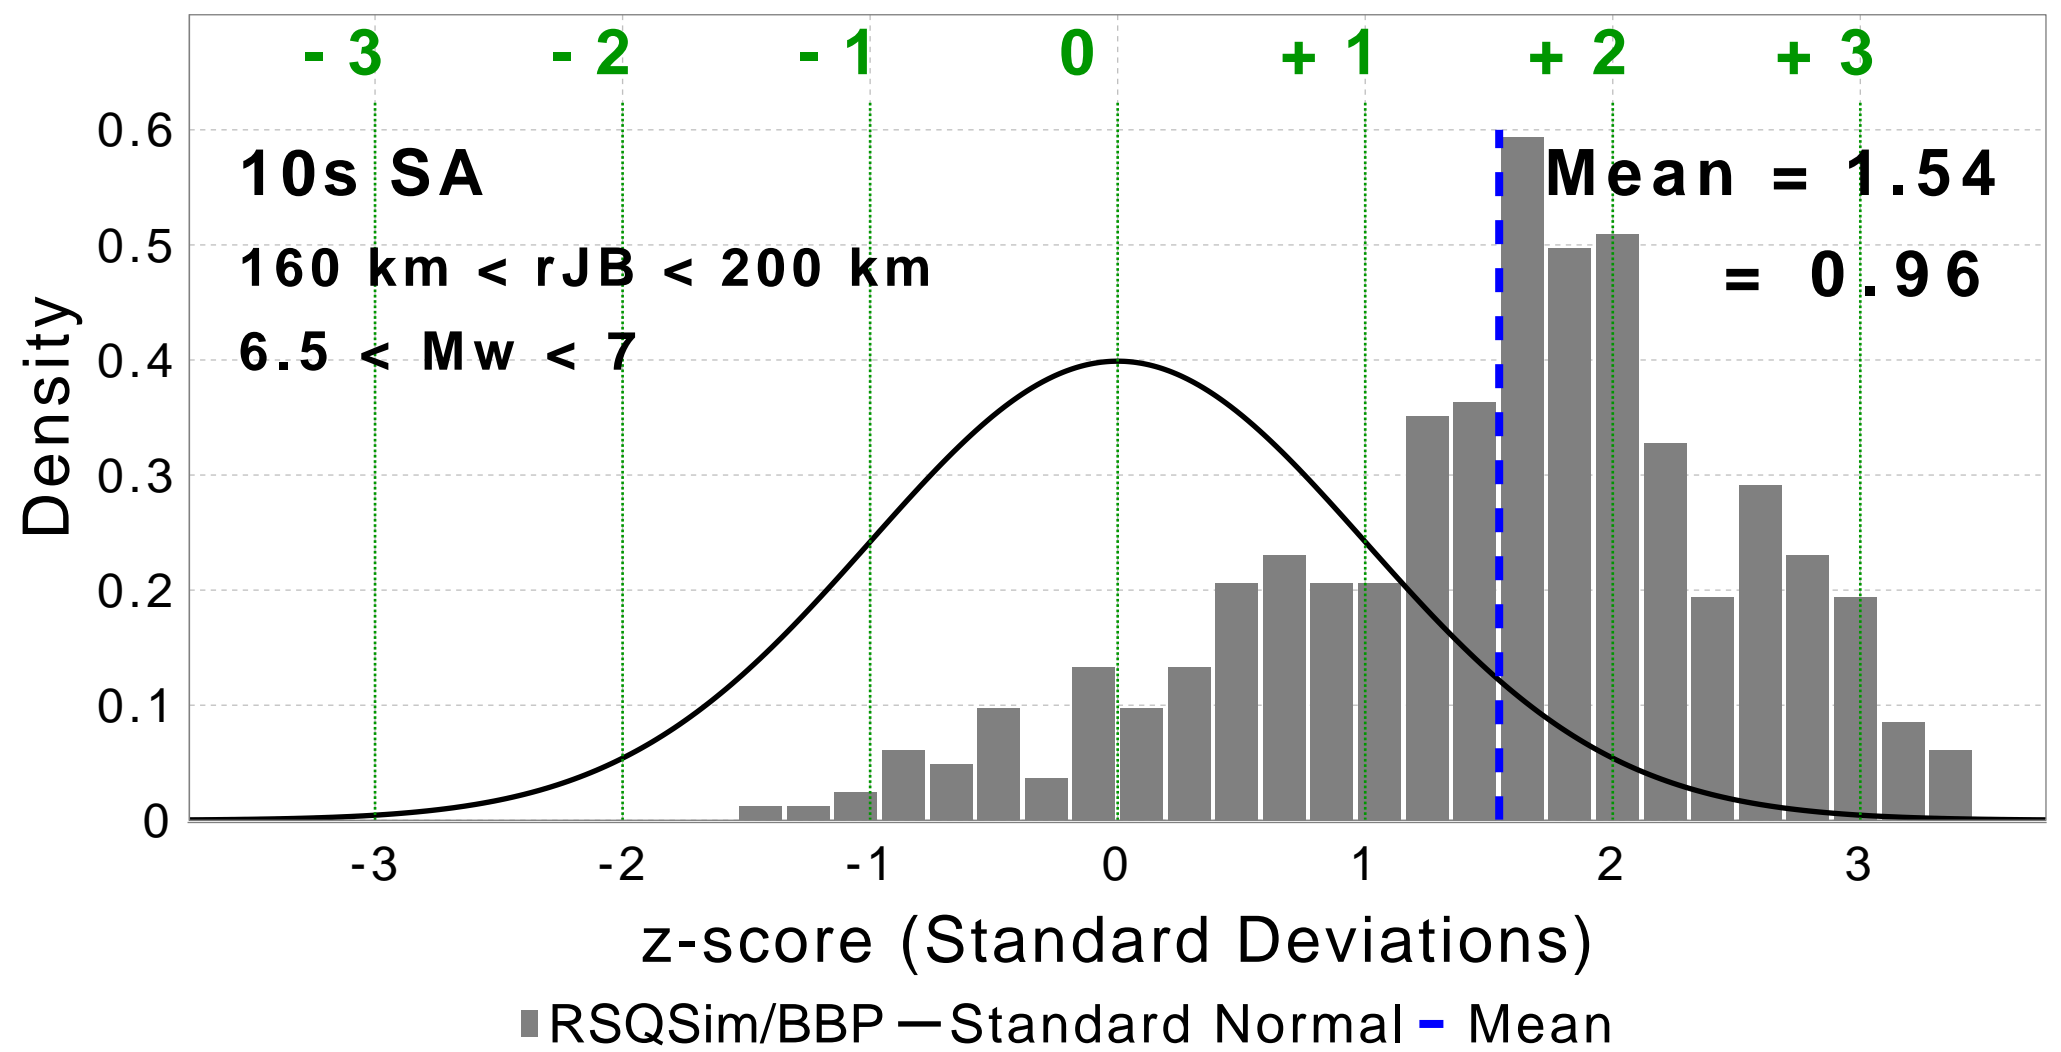 - 3 - 2 - 1 0 + 1 + 2 + 3
0.6
0.5
0.4
0.3
0.2
0.1
0
Density
10s SA
160 km < rJB < 200 km
6.5 < Mw < 7
Mean = 1.54
= 0.96
-3 -2 -1 0 1 2 3
z-score (Standard Deviations)
RSQSim/BBP Standard Normal Mean